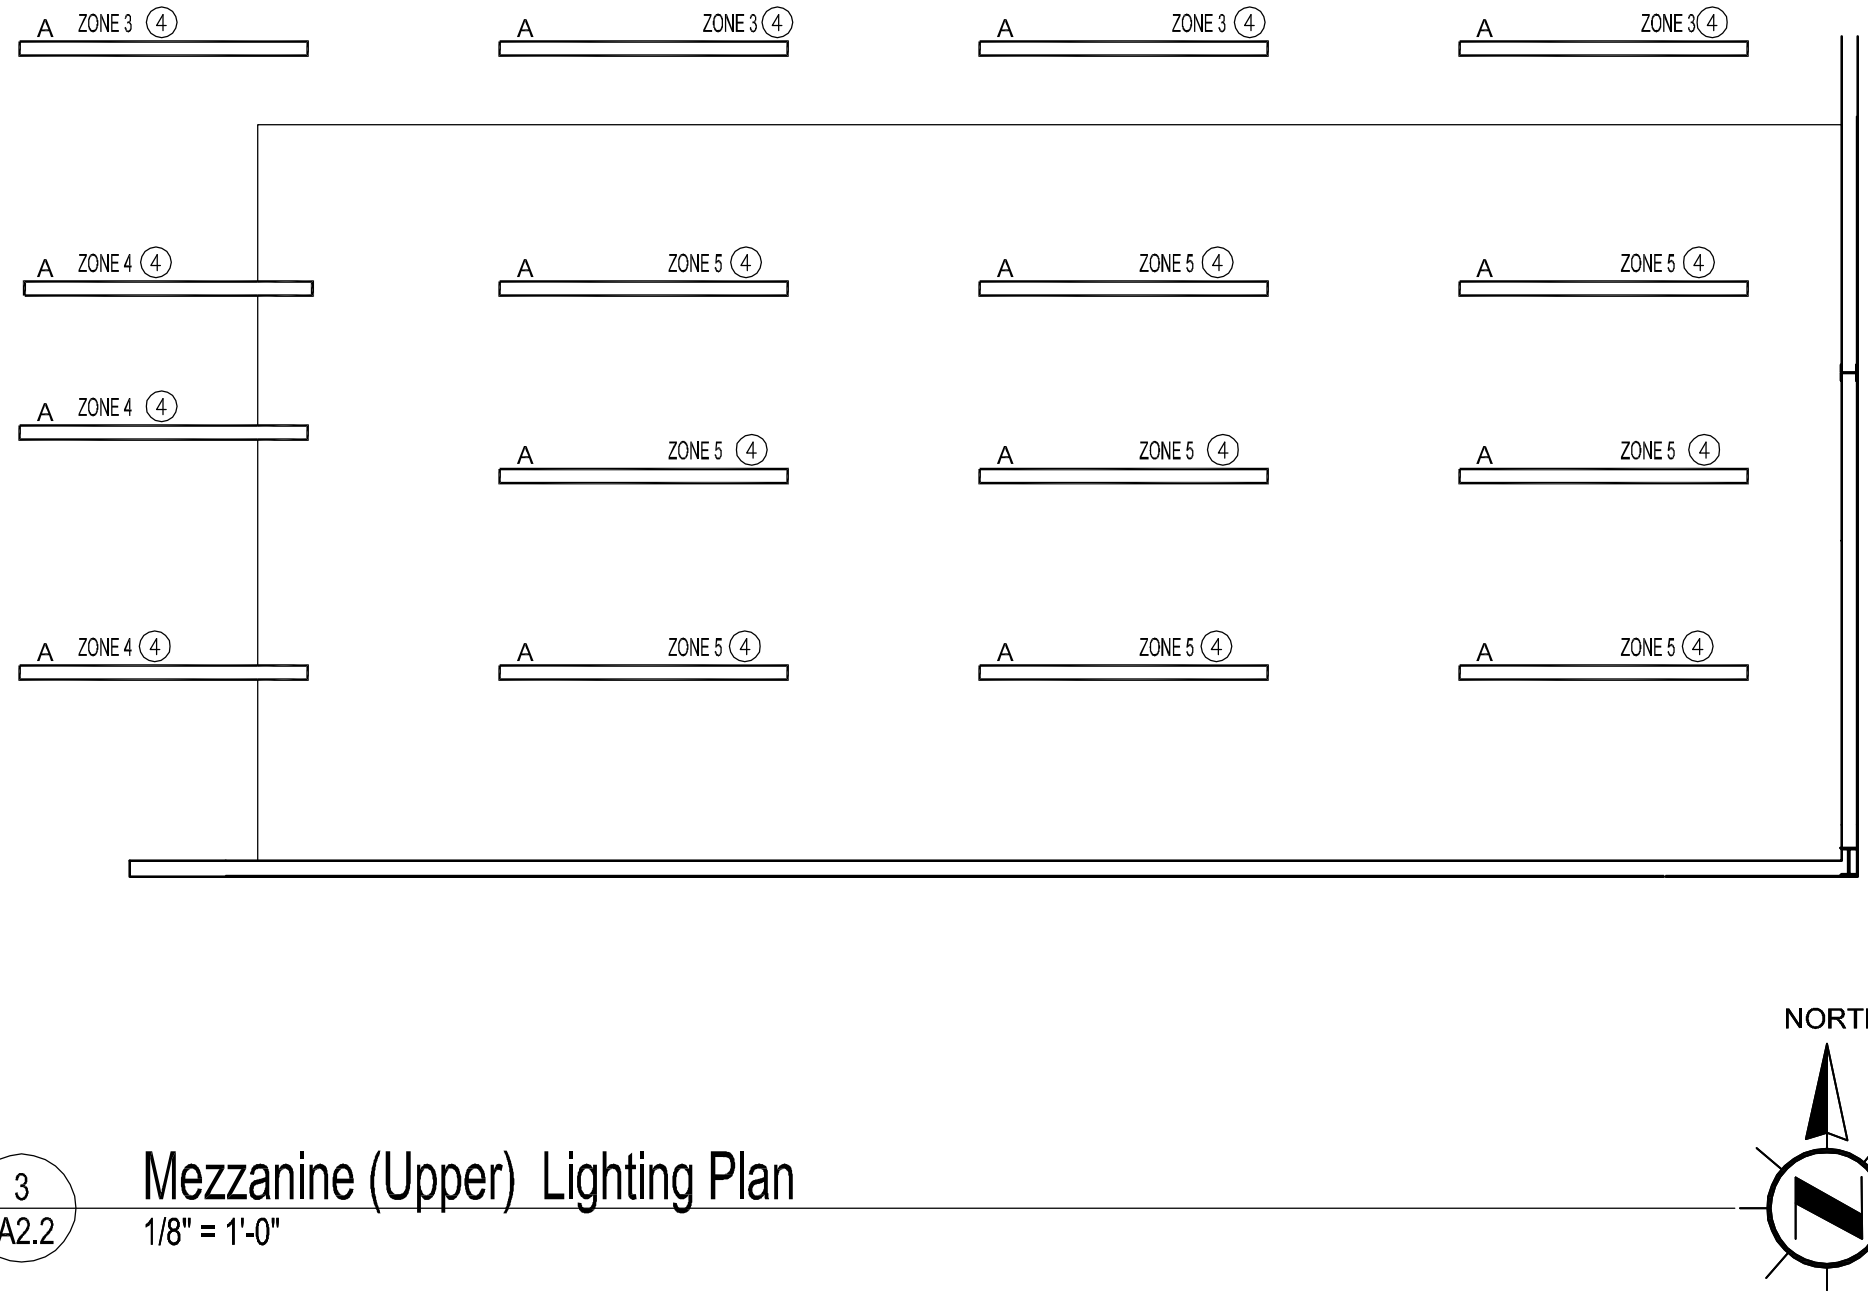 A ZONE 3 4 A ZONE 3 4 A ZONE 3 4 A ZONE 3 4
A ZONE 4 4 A ZONE 5 4 A ZONE 5 4 A ZONE 5 4
A ZONE 4 4
A ZONE 5 4 A ZONE 5 4 A ZONE 5 4
A ZONE 4 4 A ZONE 5 4 A ZONE 5 4 A ZONE 5 4
NORTH
N
3
A2.2
Mezzanine (Upper) Lighting Plan
1/8" = 1'-0"